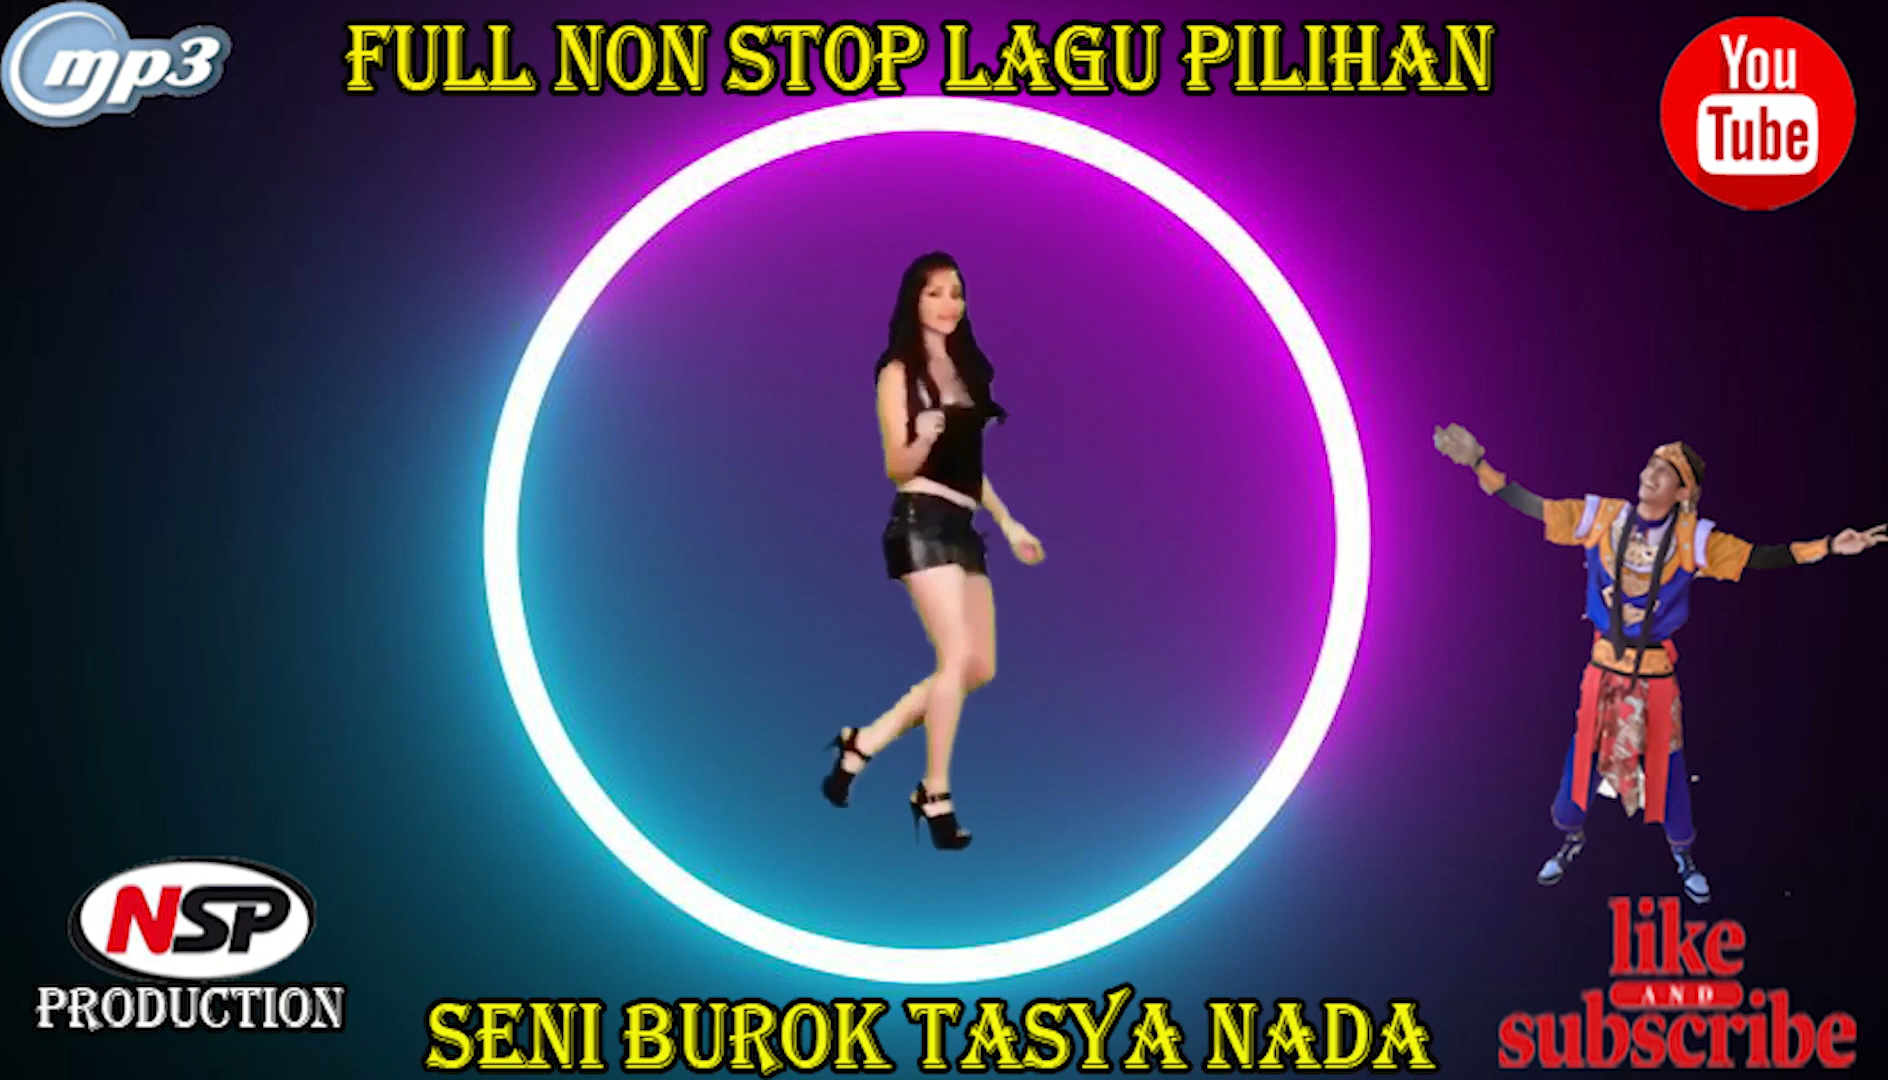 mp3
FULL NON STOP LAGU PILIHAN
You
Tube
NSP
PRODUCTION
SENI BUROK TASYA NADA
like
AND
subscribe